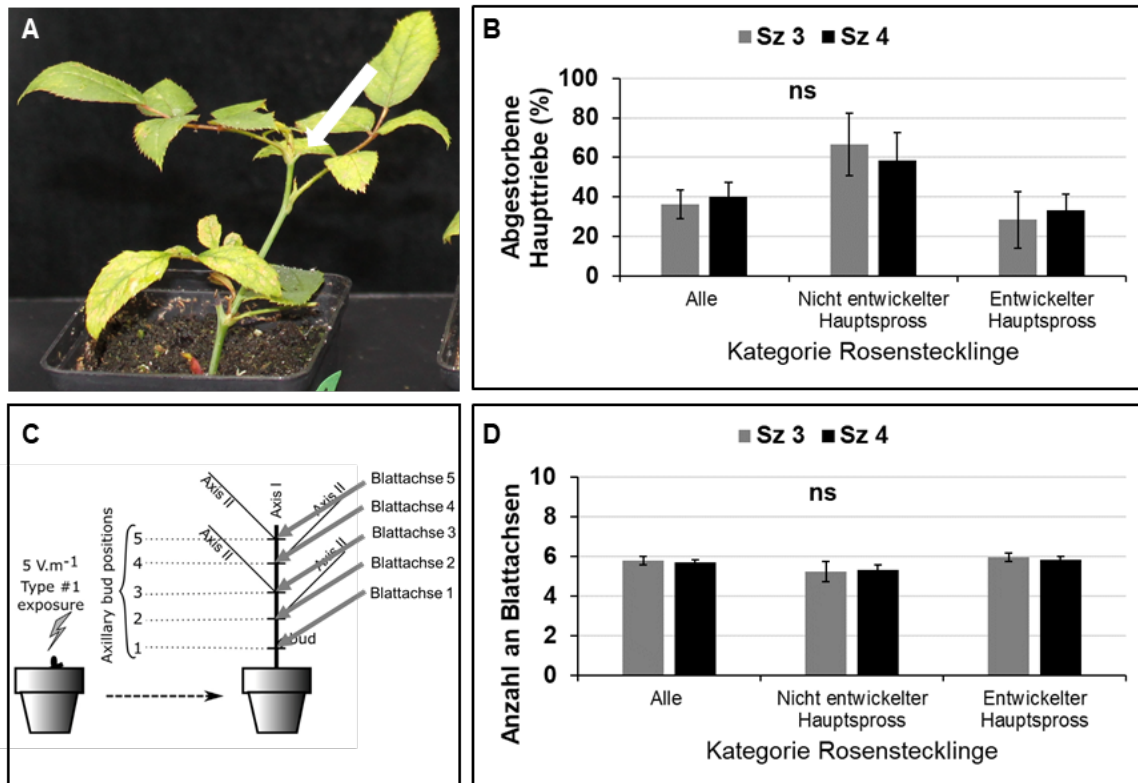 A
B
Sz 3 Sz 4
ns
Abgestorbene
Haupttriebe (%)
100
80
60
40
20
0
Alle
Nicht entwickelter
Hauptspross
Entwickelter
Hauptspross
Kategorie Rosenstecklinge
C
Axis II
Axis I
Axis II
Axis II
Axis II
Blattachse 5
Blattachse 4
Blattachse 3
Blattachse 2
Blattachse 1
Axillary bud positions
5
4
3
2
1
5 V.m-1
Type #1
exposure
bud
D
Sz 3 Sz 4
ns
Anzahl an Blattachsen
10
8
6
4
2
0
Alle
Nicht entwickelter
Hauptspross
Entwickelter
Hauptspross
Kategorie Rosenstecklinge